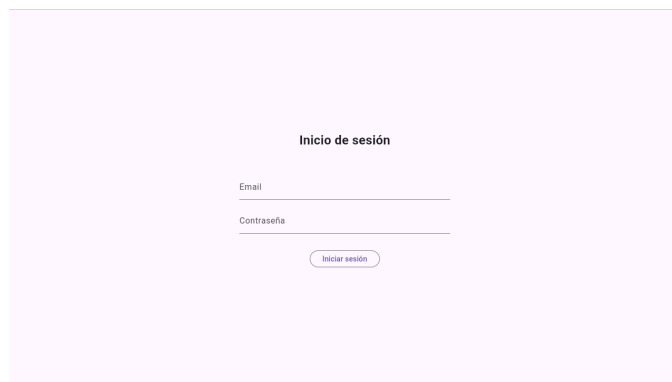 Inicio de sesión
Email
Contraseña
Iniciar sesión